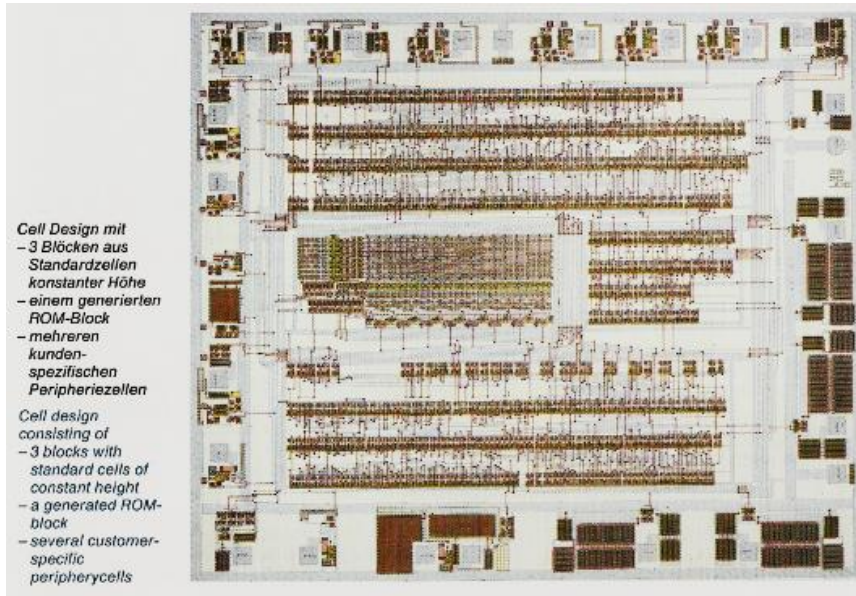 Cell Design mit
– 3 Blöcken aus
Standardzellen
konstanter Höhe
– einem generierten
ROM-Block
– mehreren
kunden-
spezifischen
Peripheriezellen
Cell design
consisting of
– 3 blocks with
standard cells of
constant height
– a generated ROM-
block
– several customer-
specific
peripherycells